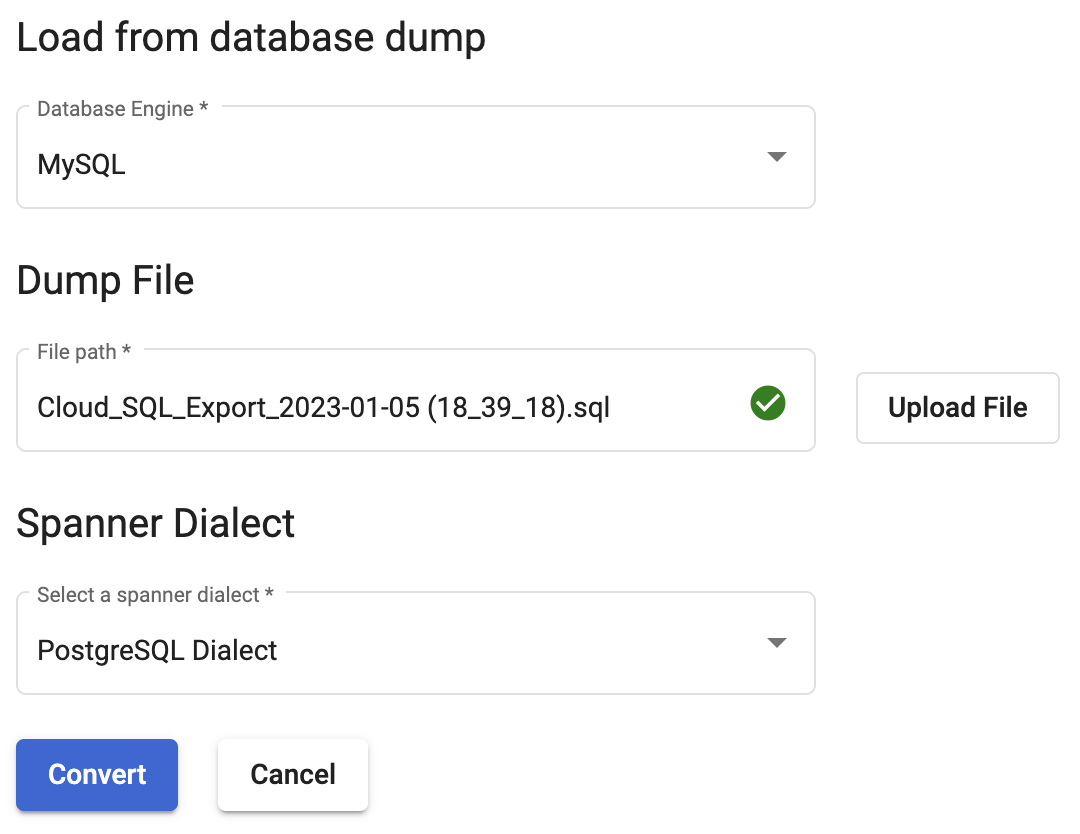 Load from database dump
Database Engine *
MySQL
Dump File
File path *
Cloud_SQL_Export_2023-01-05 (18_39_18).sql
Upload File
Spanner Dialect
Select a spanner dialect *
PostgreSQL Dialect
Convert
Cancel